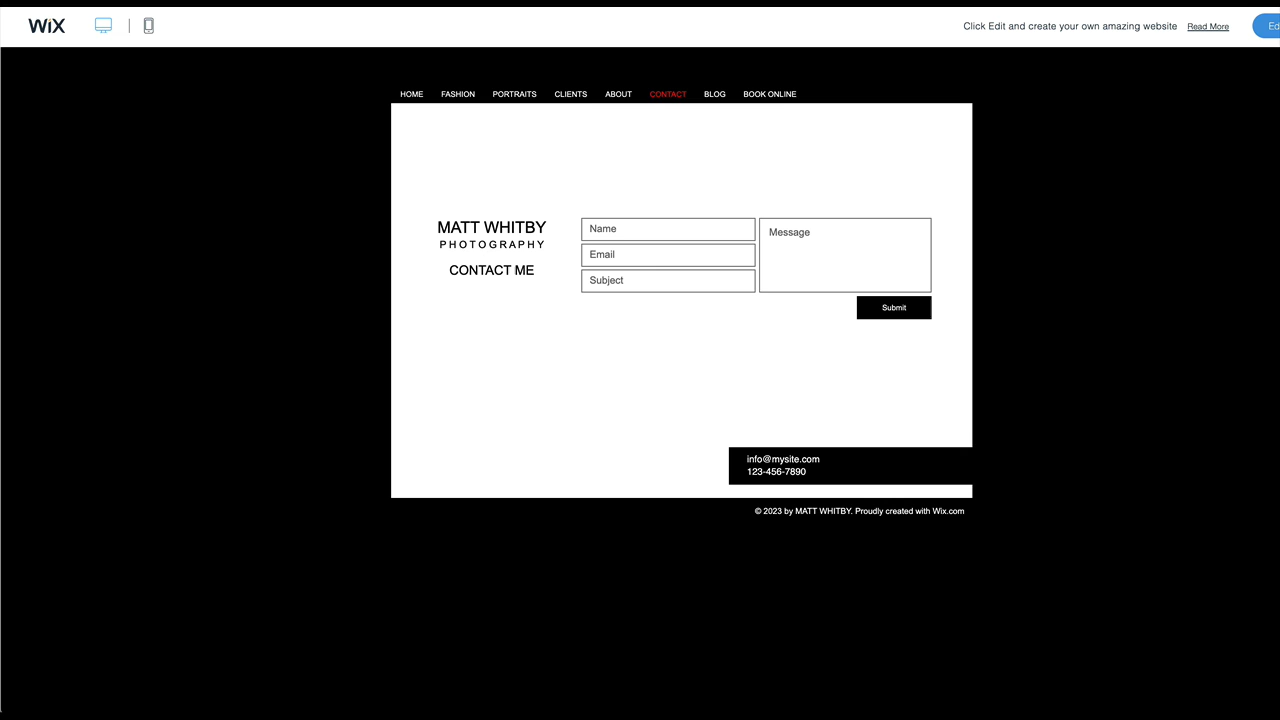 WiX
Click Edit and create your own amazing website Read More
HOME FASHION PORTRAITS CLIENTS ABOUT CONTACT BLOG BOOK ONLINE
MATT WHITBY
PHOTOGRAPHY
CONTACT ME
Name
Email
Subject
Message
Submit
info@mysite.com
123-456-7890
© 2023 by MATT WHITBY. Proudly created with Wix.com